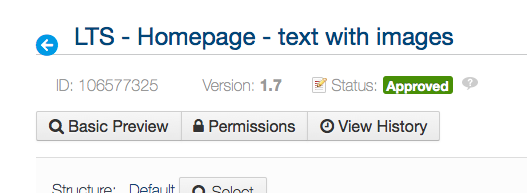 LTS - Homepage - text with images
ID: 106577325 Version: 1.7 Status: Approved ?
Basic Preview Permissions View History
Structure: Default Select